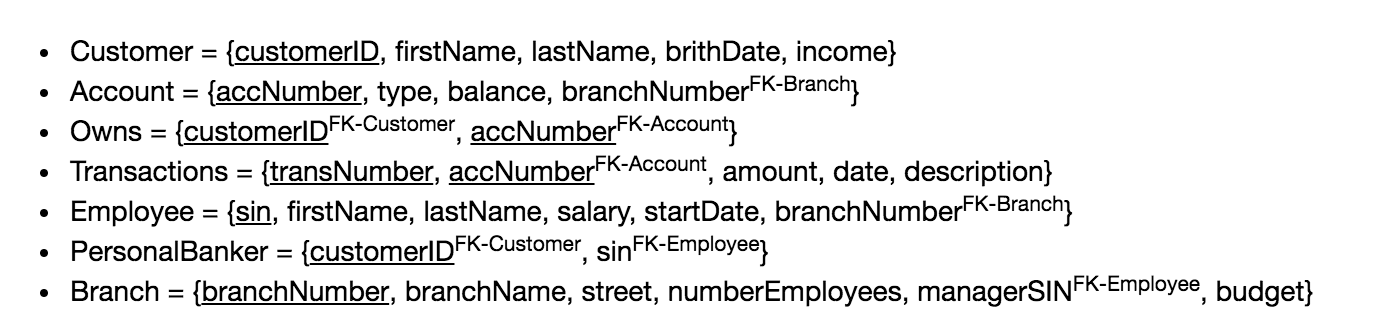 • Customer = {customerID, firstName, lastName, brithDate, income}
• Account = {accNumber, type, balance, branchNumberFK-Branch}
• Owns = {customerIDFK-Customer, accNumberFK-Account}
• Transactions = {transNumber, accNumberFK-Account, amount, date, description}
• Employee = {sin, firstName, lastName, salary, startDate, branchNumberFK-Branch}
• PersonalBanker = {customerIDFK-Customer, sinFK-Employee}
• Branch = {branchNumber, branchName, street, numberEmployees, managerSINFK-Employee, budget}